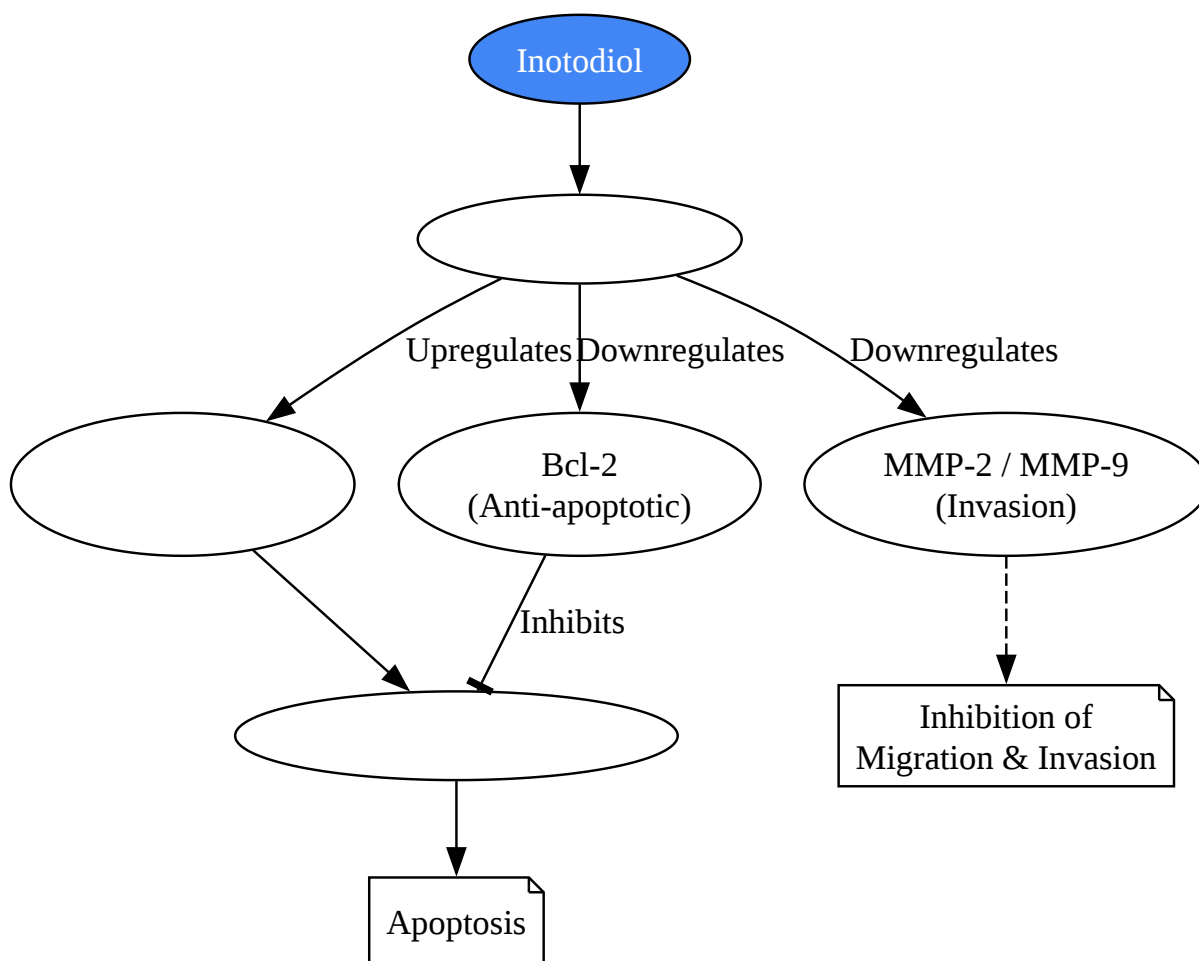 Inotodiol
Upregulates
Downregulates
Downregulates
Bcl-2
(Anti-apoptotic)
MMP-2 / MMP-9
(Invasion)
Inhibits
Inhibition of
Migration & Invasion
Apoptosis